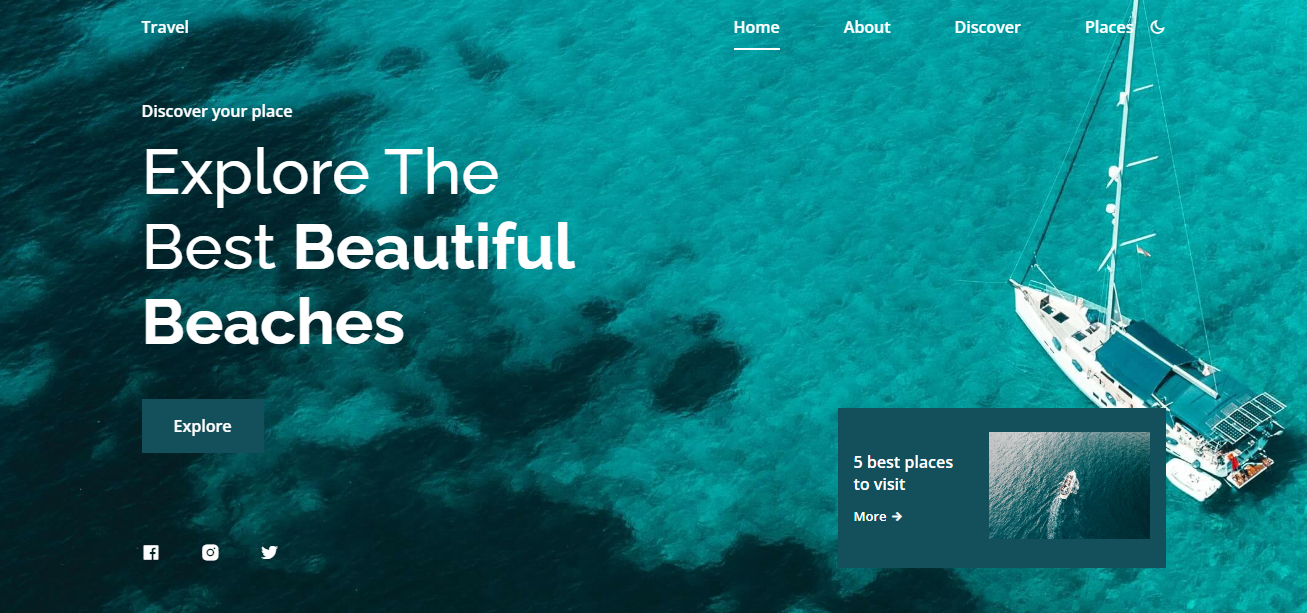 Travel
Home
About
Discover
Places
Discover your place
Explore The
Best Beautiful
Beaches
Explore
5 best places
to visit
More